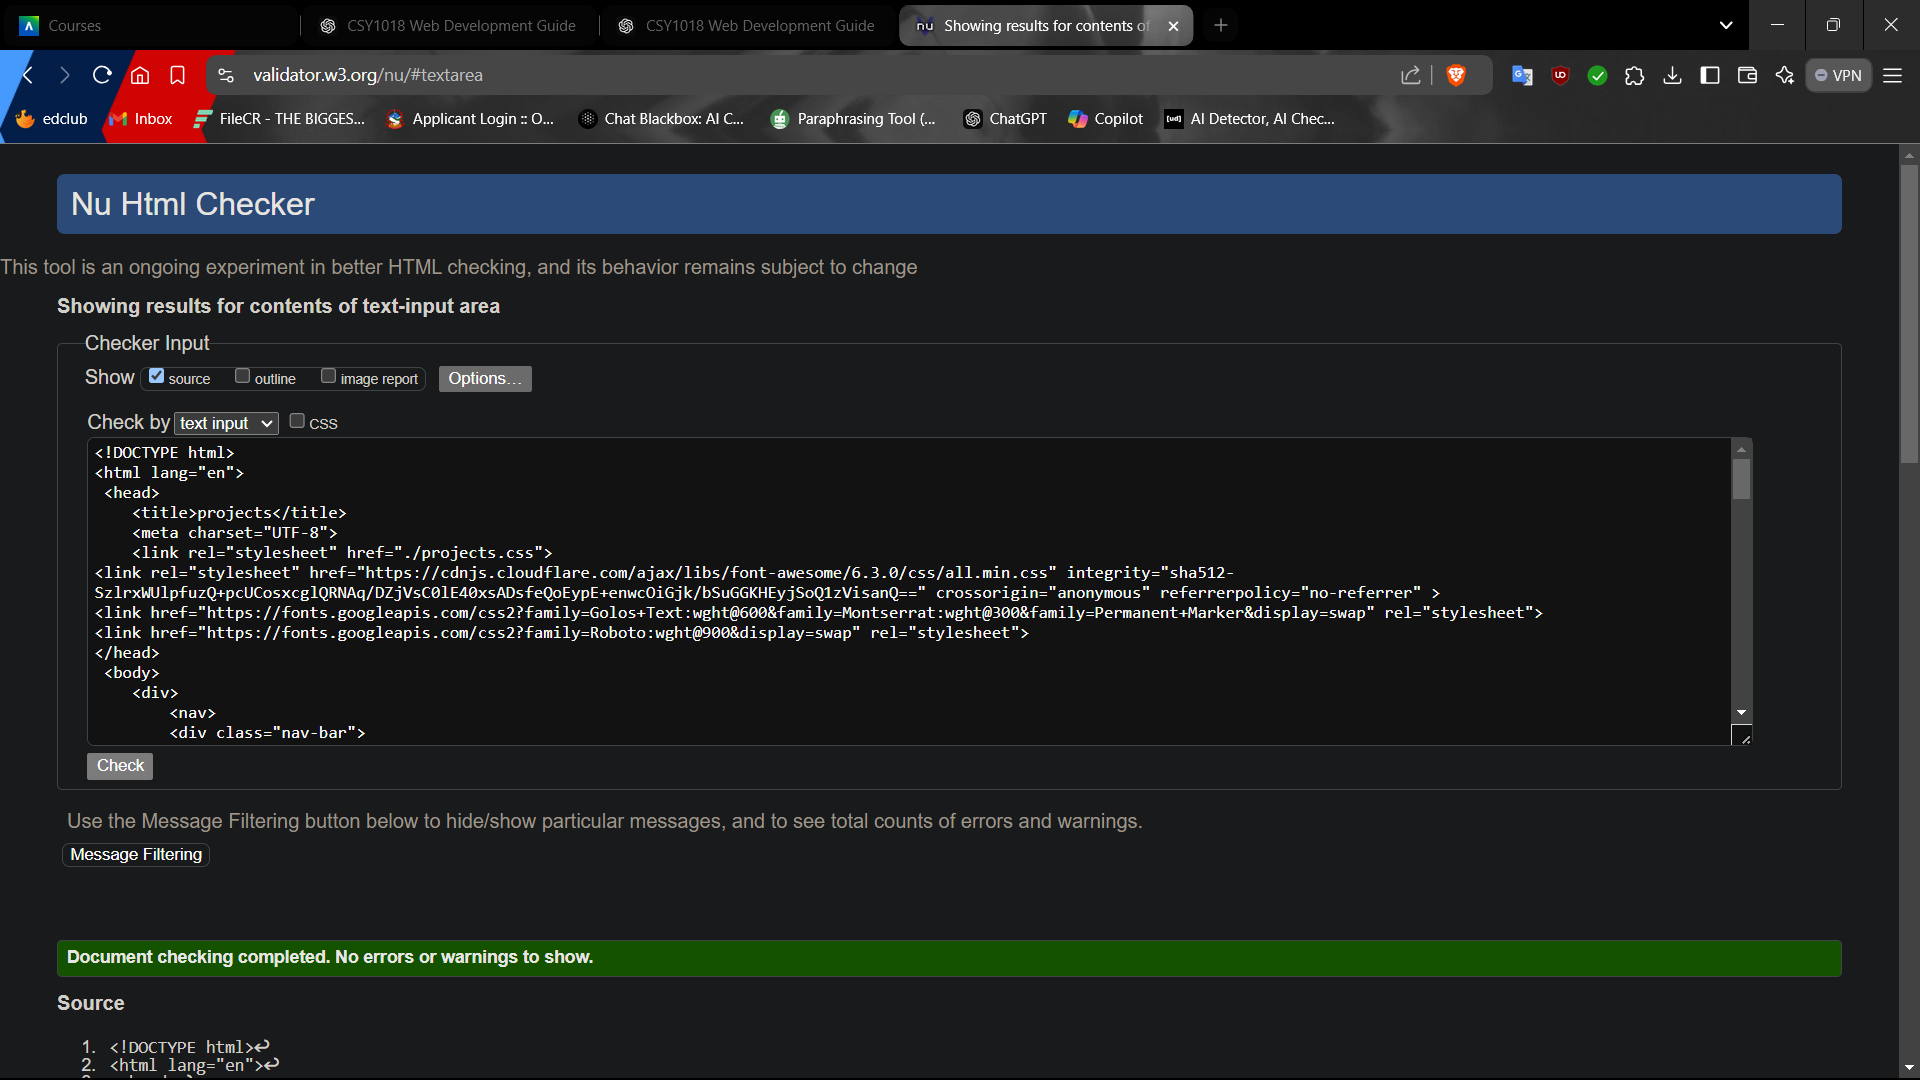 Courses
CSY1018 Web Development Guide
CSY1018 Web Development Guide
nu Showing results for contents of
validator.w3.org/nu/#textarea
VPN
edclub
Inbox
FileCR - THE BIGGES...
Applicant Login :: O...
Chat Blackbox: AI C...
Paraphrasing Tool (...
ChatGPT
Copilot
AI Detector, AI Chec...
Nu Html Checker
This tool is an ongoing experiment in better HTML checking, and its behavior remains subject to change
Showing results for contents of text-input area
Checker Input
Show source outline image report Options...
Check by text input CSS
<!DOCTYPE html>
<html lang="en">
<head>
<title>projects</title>
<meta charset="UTF-8">
<link rel="stylesheet" href="./projects.css">
<link rel="stylesheet" href="https://cdnjs.cloudflare.com/ajax/libs/font-awesome/6.3.0/css/all.min.css" integrity="sha512-
SzlrxWUlpfuzQ+pcUCosxcglQRNAq/DZjVsC0lE40xsADsfeQoEypE+enwcOiGjk/bSuGGKHEyjSoQ1zVisanQ==" crossorigin="anonymous" referrerpolicy="no-referrer" >
<link href="https://fonts.googleapis.com/css2?family=Golos+Text:wght@600&family=Montserrat:wght@300&family=Permanent+Marker&display=swap" rel="stylesheet">
<link href="https://fonts.googleapis.com/css2?family=Roboto:wght@900&display=swap" rel="stylesheet">
</head>
<body>
<div>
<nav>
<div class="nav-bar">
Check
Use the Message Filtering button below to hide/show particular messages, and to see total counts of errors and warnings.
Message Filtering
Document checking completed. No errors or warnings to show.
Source
1. <!DOCTYPE html>↩
2. <html lang="en">↩